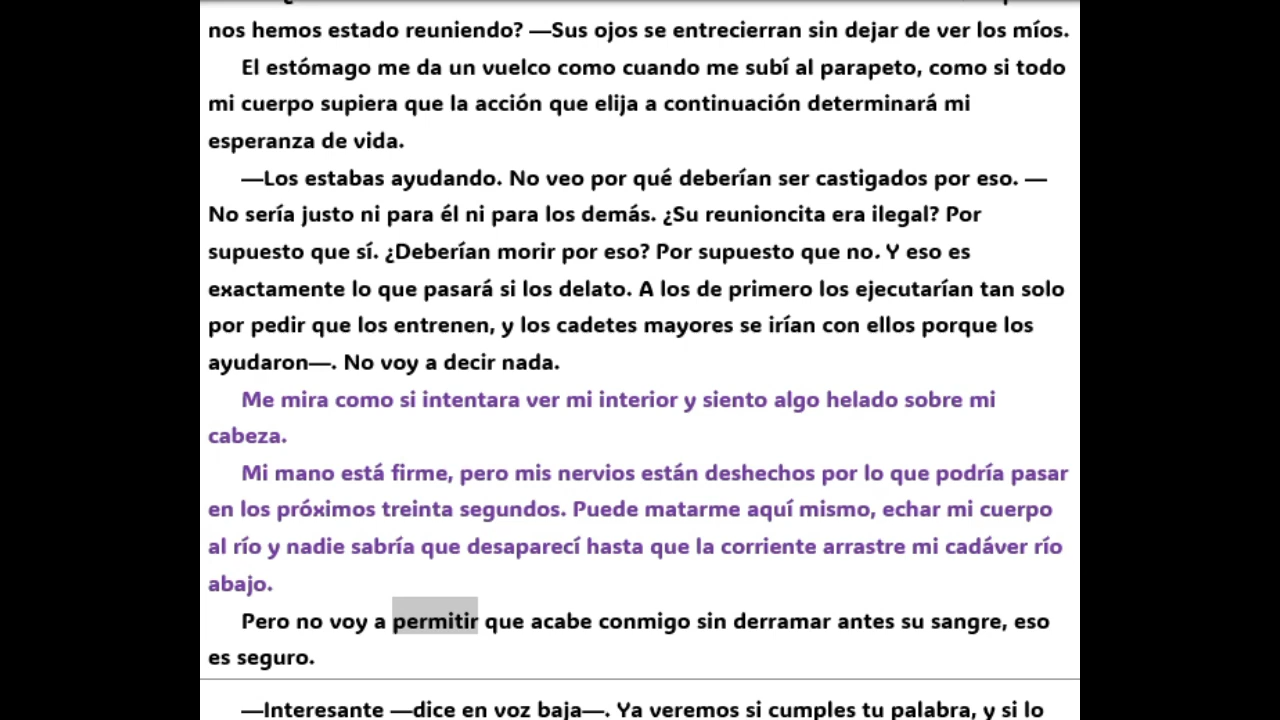 nos hemos estado reuniendo? —Sus ojos se entrecierran sin dejar de ver los míos.
El estómago me da un vuelco como cuando me subí al parapeto, como si todo
mi cuerpo supiera que la acción que elija a continuación determinará mi
esperanza de vida.
—Los estabas ayudando. No veo por qué deberían ser castigados por eso. —
No sería justo ni para él ni para los demás. ¿Su reunioncita era ilegal? Por
supuesto que sí. ¿Deberían morir por eso? Por supuesto que no. Y eso es
exactamente lo que pasará si los delato. A los de primero los ejecutarían tan solo
por pedir que los entrenen, y los cadetes mayores se irían con ellos porque los
ayudaron—. No voy a decir nada.
Me mira como si intentara ver mi interior y siento algo helado sobre mi
cabeza.
Mi mano está firme, pero mis nervios están deshechos por lo que podría pasar
en los próximos treinta segundos. Puede matarme aquí mismo, echar mi cuerpo
al río y nadie sabría que desaparecí hasta que la corriente arrastre mi cadáver río
abajo.
Pero no voy a permitir que acabe conmigo sin derramar antes su sangre, eso
es seguro.
—Interesante —dice en voz baja—. Ya veremos si cumples tu palabra, y si lo